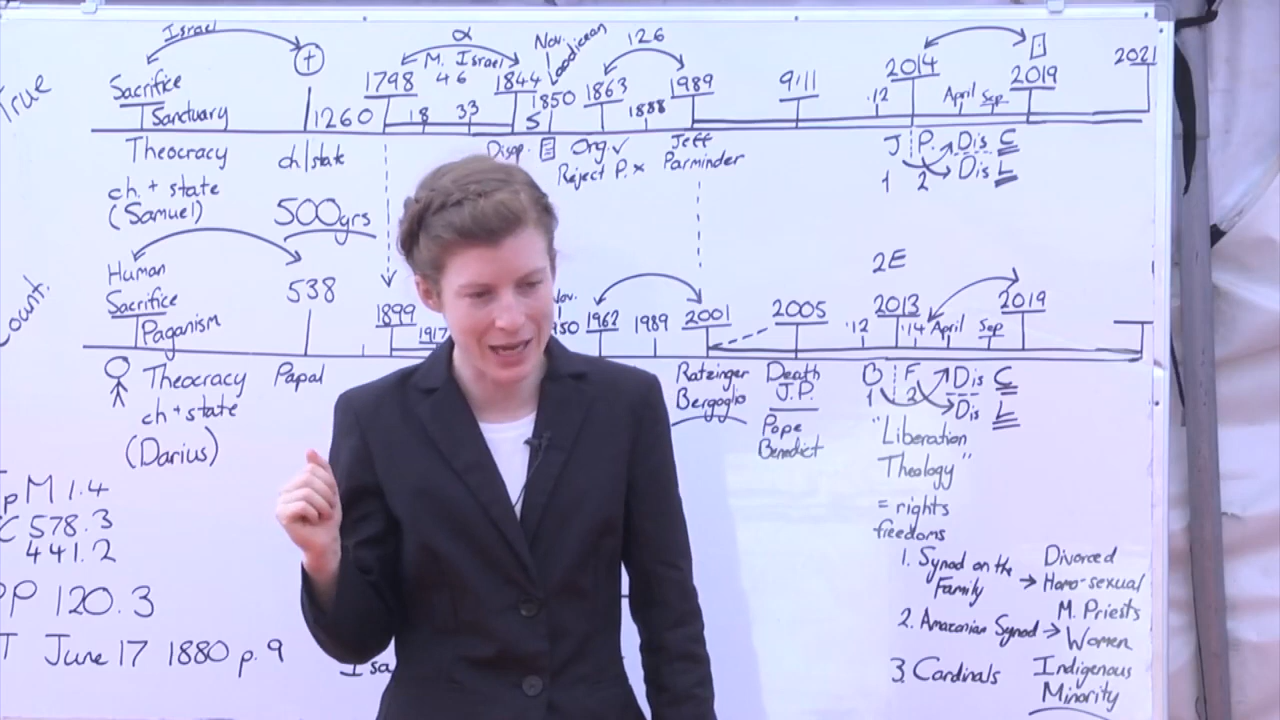 True
Israel
α
M. Israel
46
Nov.
Laodicean
126
Sacrifice
Sanctuary
+
1260
1798
18
33
1844
1850
S
1863
1888
1989
9·11
·12
2014
April
Sep
2019
2021
Theocracy
ch. + state
(Samuel)
ch|state
500yrs
Disap.
Org. ✓
Reject P. x
Jeff
Parminder
J P. Dis C
1 2 Dis L
Count.
Human
Sacrifice
Paganism
538
1899
1917
Nov.
1962
1989
2001
2005
·12
2E
2013
·14
April
Sep
2019
Theocracy
ch + state
(Darius)
Papal
Ratzinger
Bergoglio
Death
J.P.
Pope
Benedict
B F Dis C
1 2 Dis L
"Liberation
Theology"
= rights
freedoms
1. Synod on the
Family → Divorced
Homo-sexual
M. Priests
2. Amazonian Synod → Women
3. Cardinals Indigenous
Minority
M 1.4
578.3
441.2
120.3
June 17 1880 p. 9
Isa